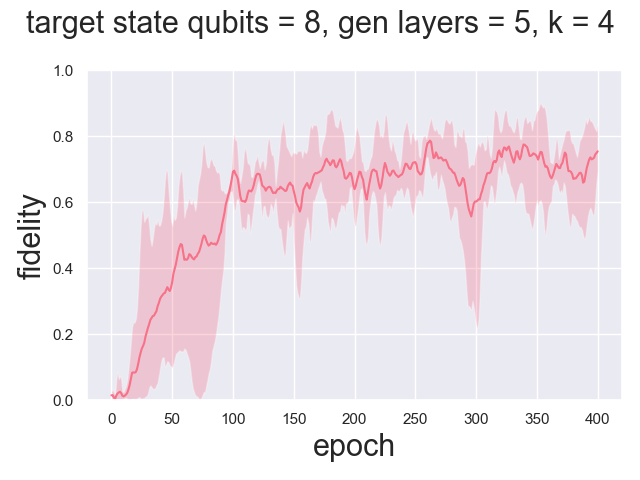 target state qubits = 8, gen layers = 5, k = 4
1.0
0.8
0.6
0.4
0.2
0.0
fidelity
0 50 100 150 200 250 300 350 400
epoch